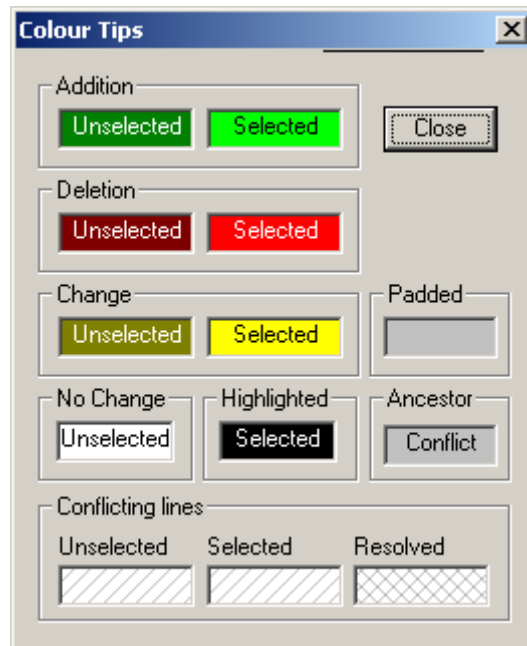 Colour Tips
Addition
Unselected Selected
Close
Deletion
Unselected Selected
Change
Unselected Selected
Padded
No Change Highlighted Ancestor
Unselected Selected Conflict
Conflicting lines
Unselected Selected Resolved